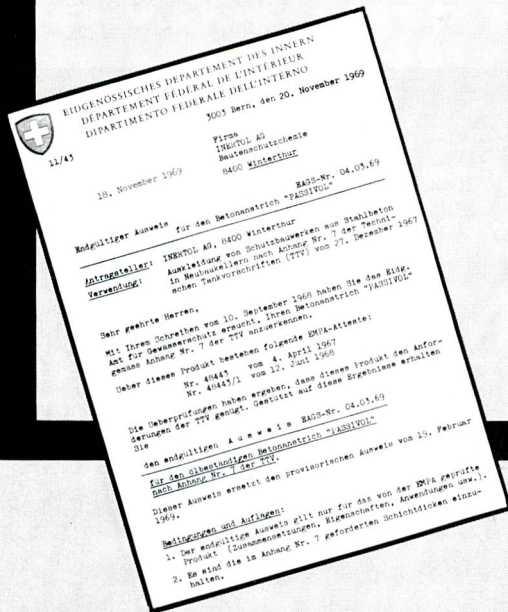 EIDGENÖSSISCHES DEPARTEMENT DES INNERN
DÉPARTEMENT FÉDÉRAL DE L'INTÉRIEUR
DIPARTIMENTO FEDERALE DELL'INTERNO
3003 Bern, den 20. November 1969
11/43
Firma
INERTOL AG
Bautenschutzchemie
8400 Winterthur
18. November 1969
EAGS-Nr. 04.03.69
Endgültiger Ausweis für den Betonanstrich "PASSIVOL"
Antragsteller: INERTOL AG, 8400 Winterthur
Verwendung: Auskleidung von Schutzbauwerken aus Stahlbeton
in Neubaukellern nach Anhang Nr. 7 der Techni-
schen Tankvorschriften (TTV) vom 27. Dezember 1967
Sehr geehrte Herren,
Mit Ihrem Schreiben vom 10. September 1968 haben Sie das Eidg.
Amt für Gewässerschutz ersucht, Ihren Betonanstrich "PASSIVOL"
gemäss Anhang Nr. 7 der TTV anzuerkennen.
Ueber dieses Produkt bestehen folgende EMPA-Atteste:
Nr. 48443 vom 4. April 1967
Nr. 48443/1 vom 12. Juni 1968
Die Ueberprüfungen haben ergeben, dass dieses Produkt den Anfor-
derungen der TTV genügt. Gestützt auf diese Ergebnisse erhalten
Sie
den endgültigen Ausweis EAGS-Nr. 04.03.69
für den ölbeständigen Betonanstrich "PASSIVOL"
nach Anhang Nr. 7 der TTV.
Dieser Ausweis ersetzt den provisorischen Ausweis vom 19. Februar
1969.
Bedingungen und Auflagen:
1. Der endgültige Ausweis gilt nur für das von der EMPA geprüfte
Produkt (Zusammensetzungen, Eigenschaften, Anwendungen usw.).
2. Es sind die im Anhang Nr. 7 geforderten Schichtdicken einzu-
halten.